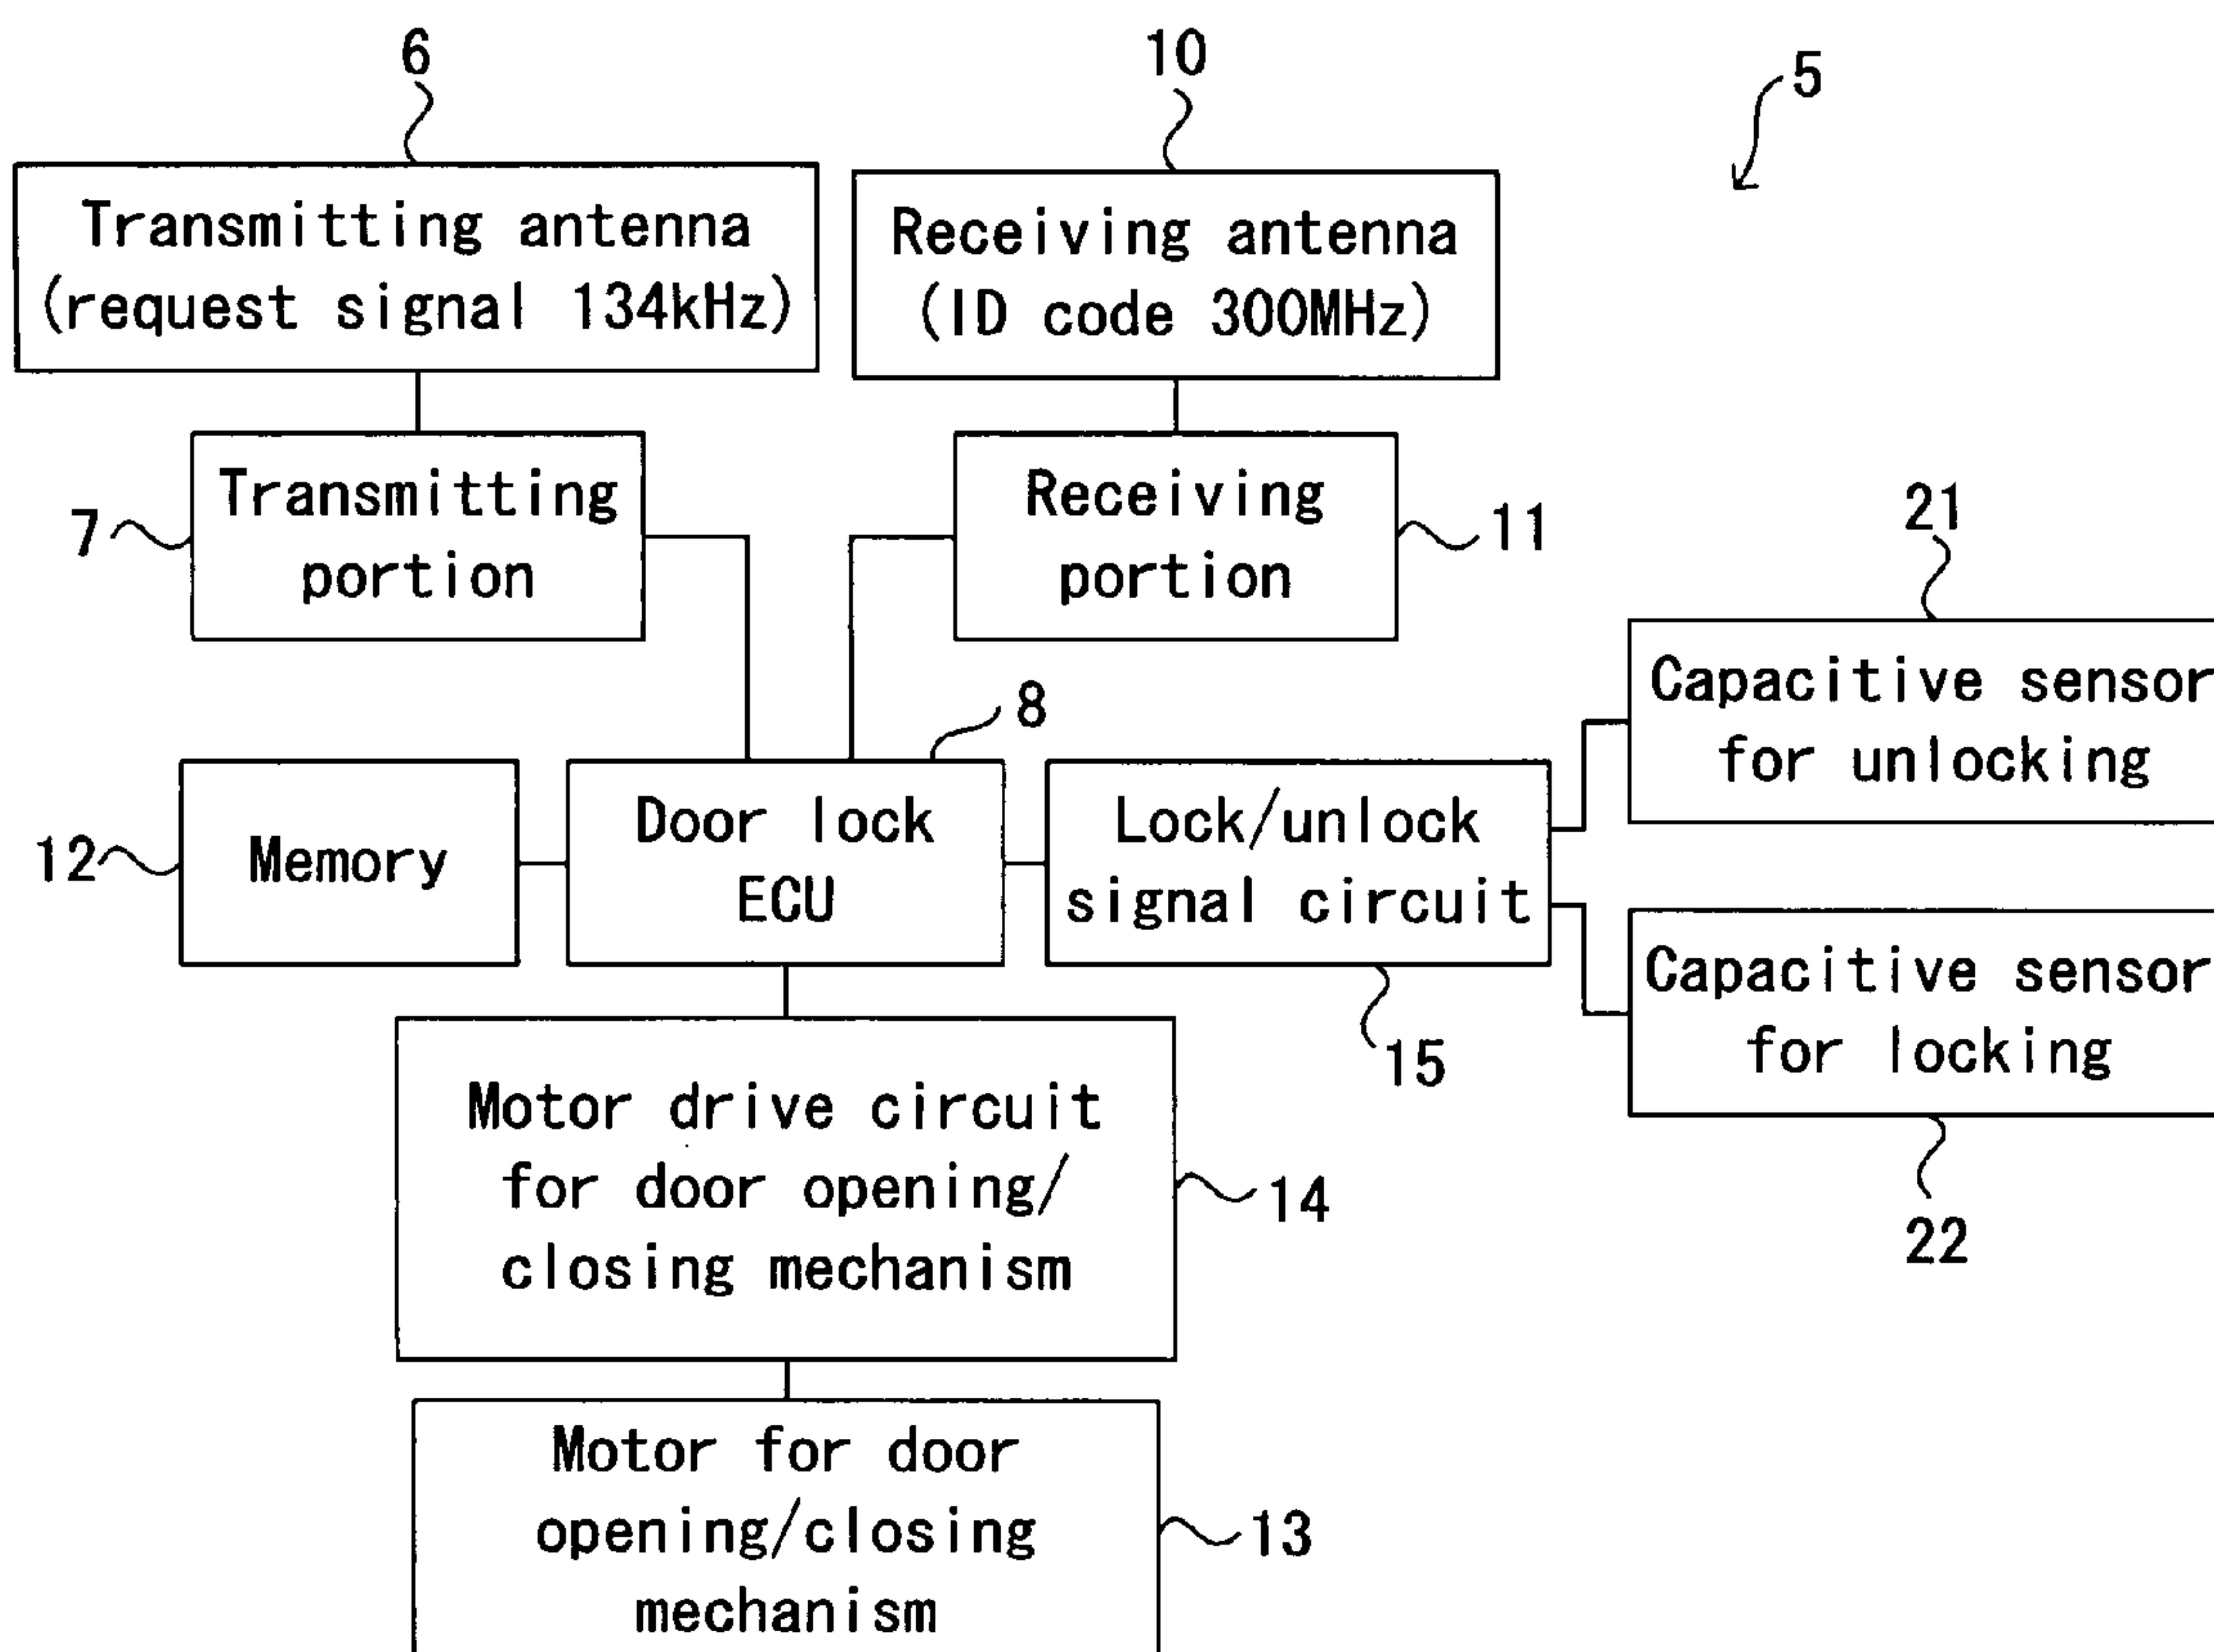 6
10
5
Transmitting antenna
(request signal 134kHz)
Receiving antenna
(ID code 300MHz)
7
Transmitting
portion
Receiving
portion
11
21
Capacitive sensor
for unlocking
8
12
Memory
Door lock
ECU
Lock/unlock
signal circuit
15
Capacitive sensor
for locking
22
Motor drive circuit
for door opening/
closing mechanism
14
Motor for door
opening/closing
mechanism
13